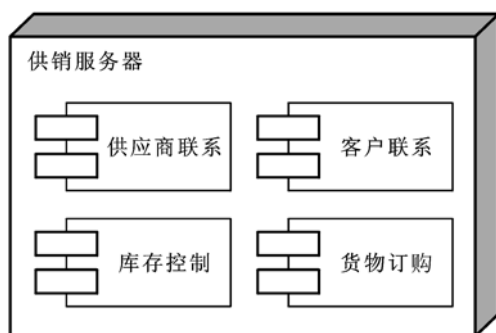 供销服务器
供应商联系
客户联系
库存控制
货物订购